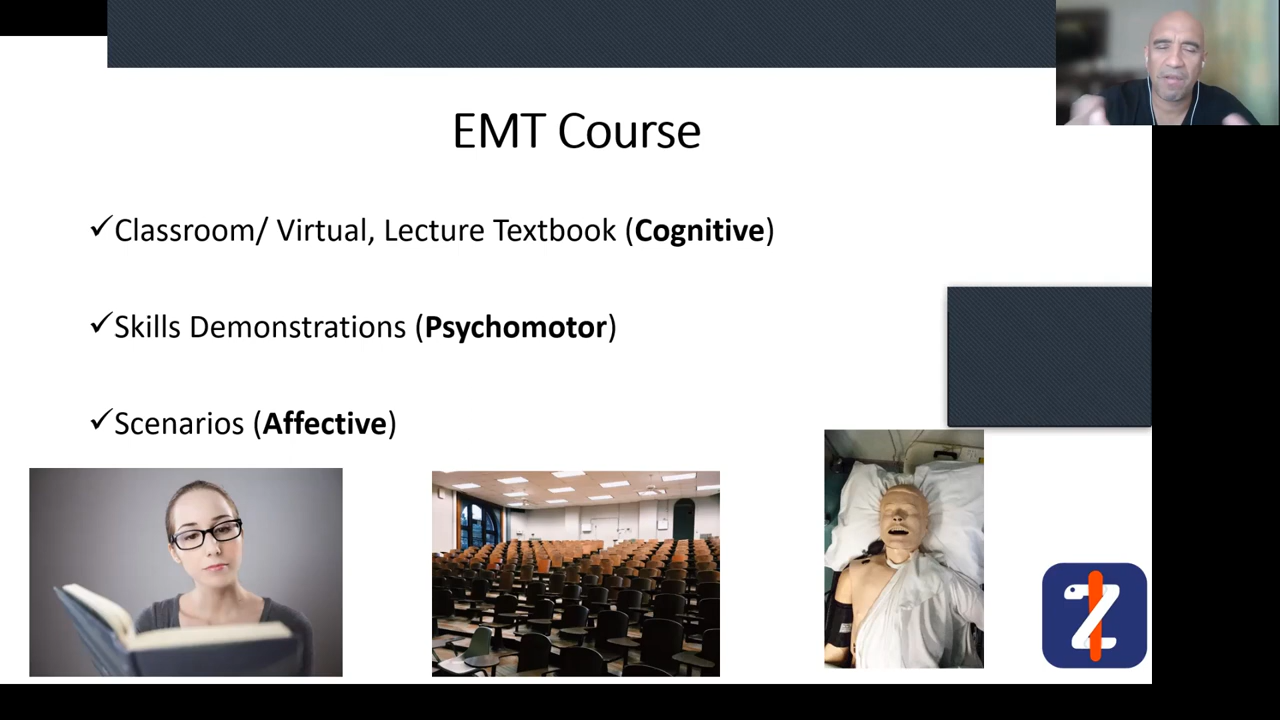 EMT Course
✓Classroom/ Virtual, Lecture Textbook (Cognitive)
✓Skills Demonstrations (Psychomotor)
✓Scenarios (Affective)